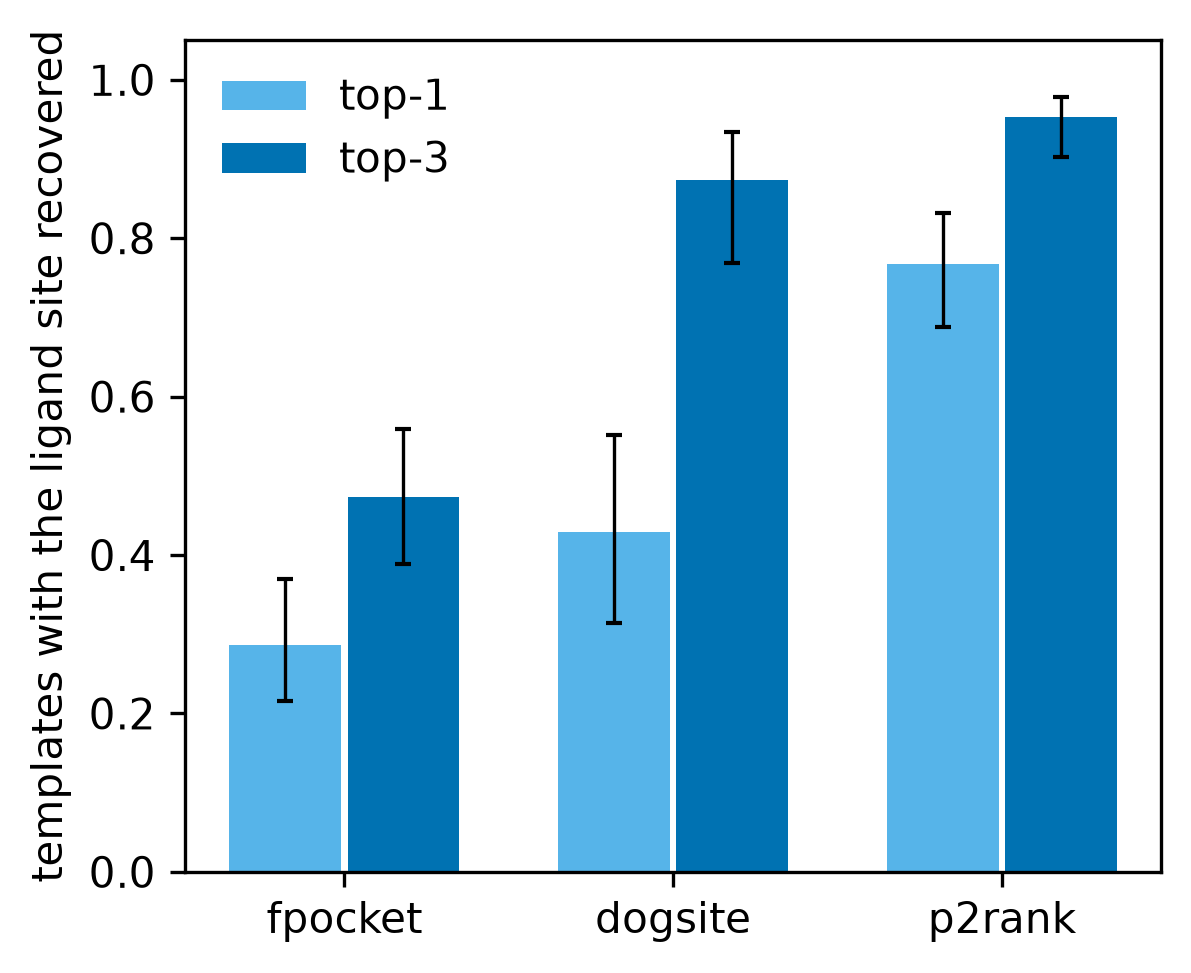 templates with the ligand site recovered
1.0
0.8
0.6
0.4
0.2
0.0
top-1
top-3
fpocket
dogsite
p2rank